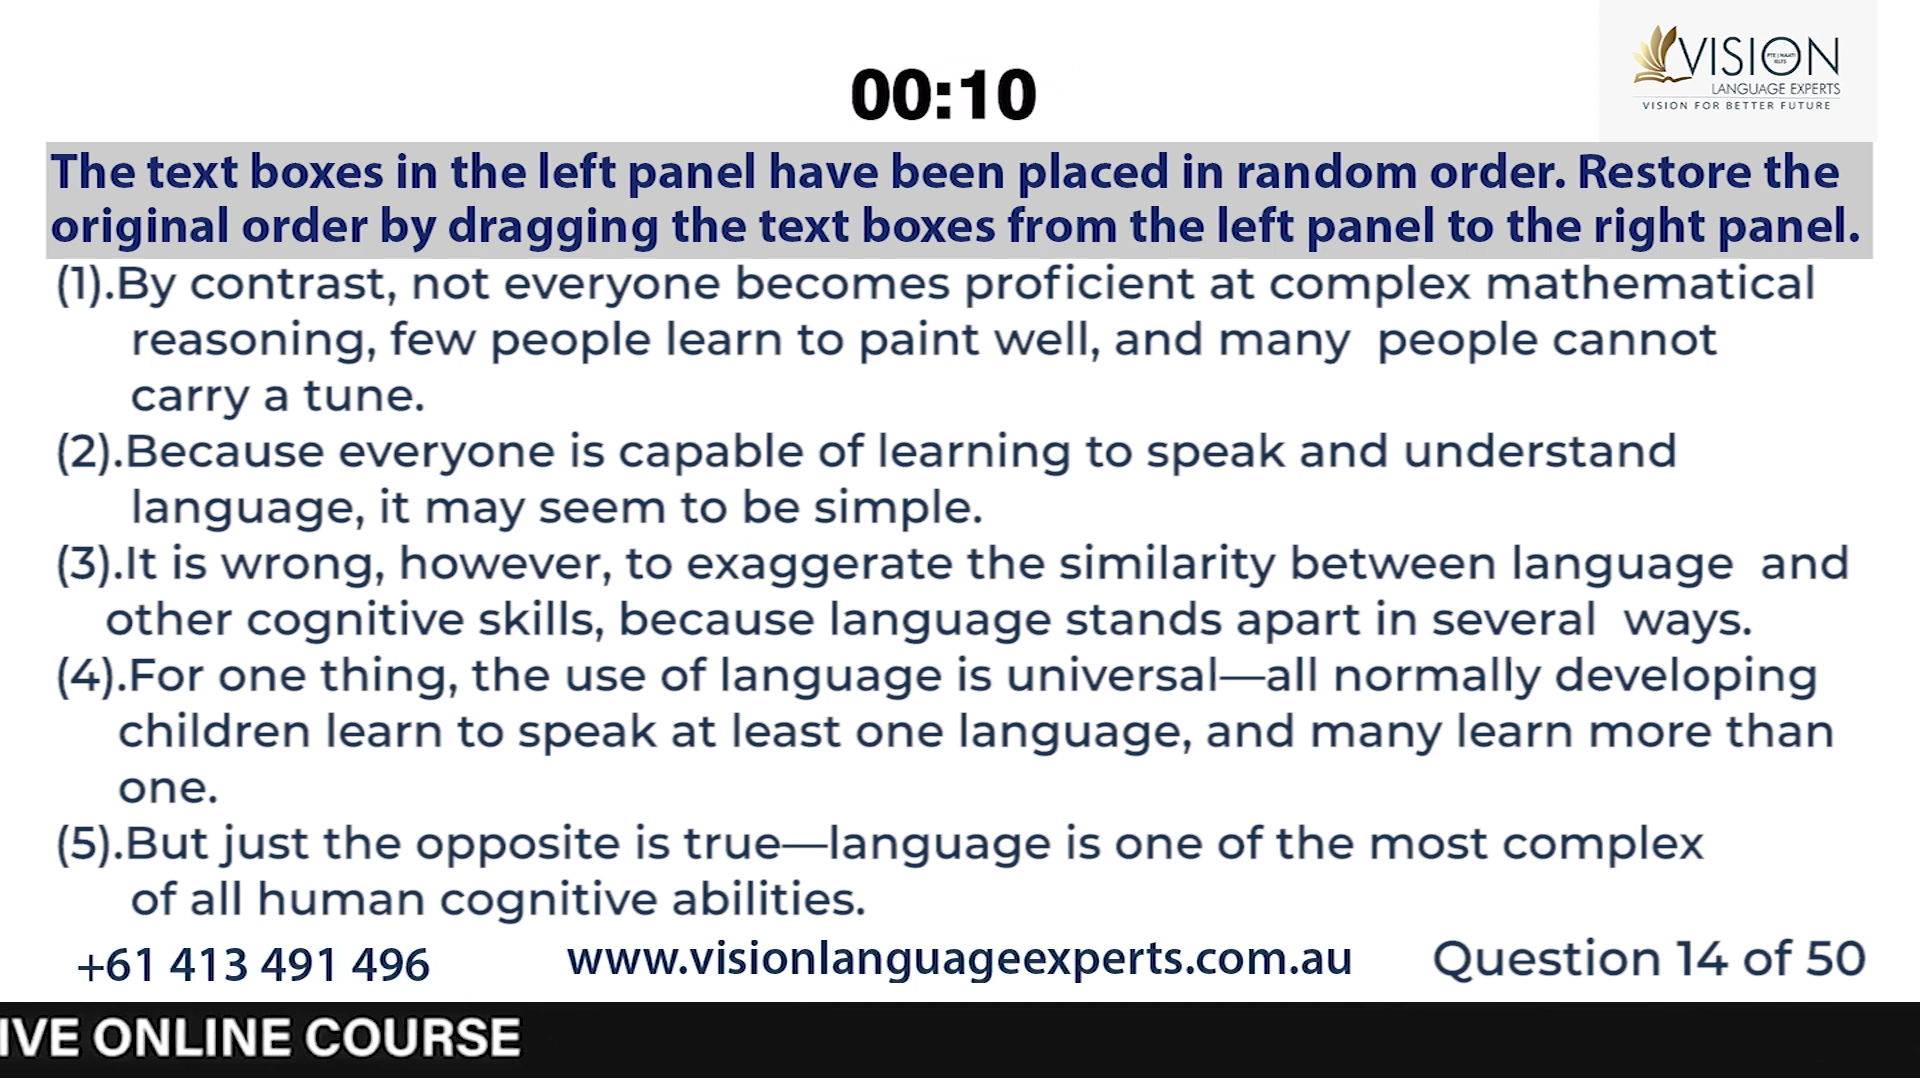 VISION
LANGUAGE EXPERTS
VISION FOR BETTER FUTURE
00:10
The text boxes in the left panel have been placed in random order. Restore the
original order by dragging the text boxes from the left panel to the right panel.
(1).By contrast, not everyone becomes proficient at complex mathematical
reasoning, few people learn to paint well, and many people cannot
carry a tune.
(2).Because everyone is capable of learning to speak and understand
language, it may seem to be simple.
(3).It is wrong, however, to exaggerate the similarity between language and
other cognitive skills, because language stands apart in several ways.
(4).For one thing, the use of language is universal—all normally developing
children learn to speak at least one language, and many learn more than
one.
(5).But just the opposite is true—language is one of the most complex
of all human cognitive abilities.
+61 413 491 496
www.visionlanguageexperts.com.au
Question 14 of 50
IVE ONLINE COURSE